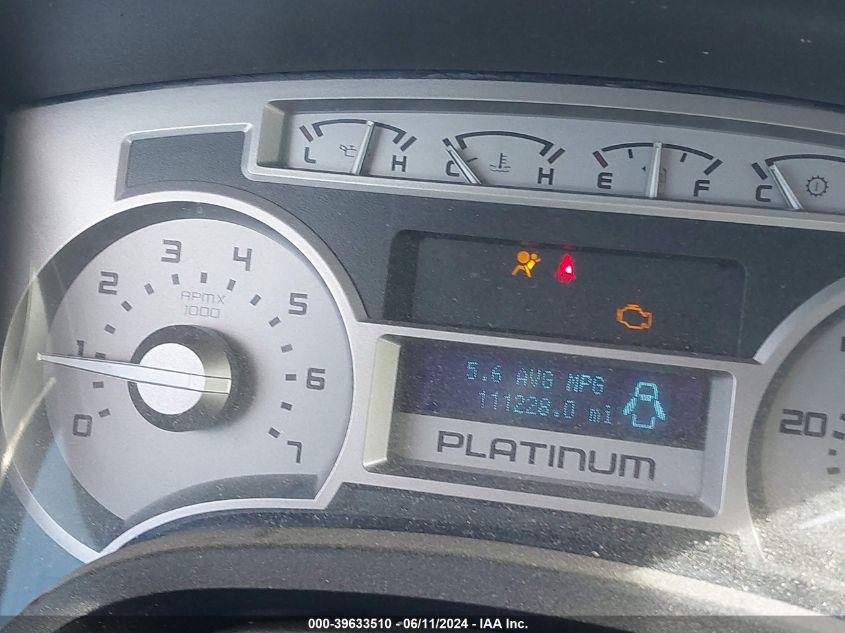 L H C H E F C
0 1 2 3 4 5 6 7
RPMX
1000
5.6 AVG MPG
111228.0 mi
PLATINUM
20
000-39633510 - 06/11/2024 - IAA Inc.